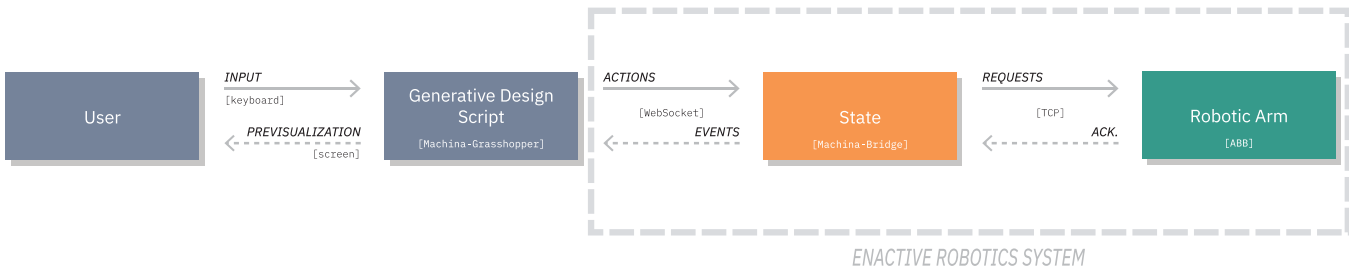 User
INPUT
[keyboard]
PREVISUALIZATION
[screen]
Generative Design
Script
[Machina-Grasshopper]
ACTIONS
[WebSocket]
EVENTS
State
[Machina-Bridge]
REQUESTS
[TCP]
ACK.
Robotic Arm
[ABB]
ENACTIVE ROBOTICS SYSTEM